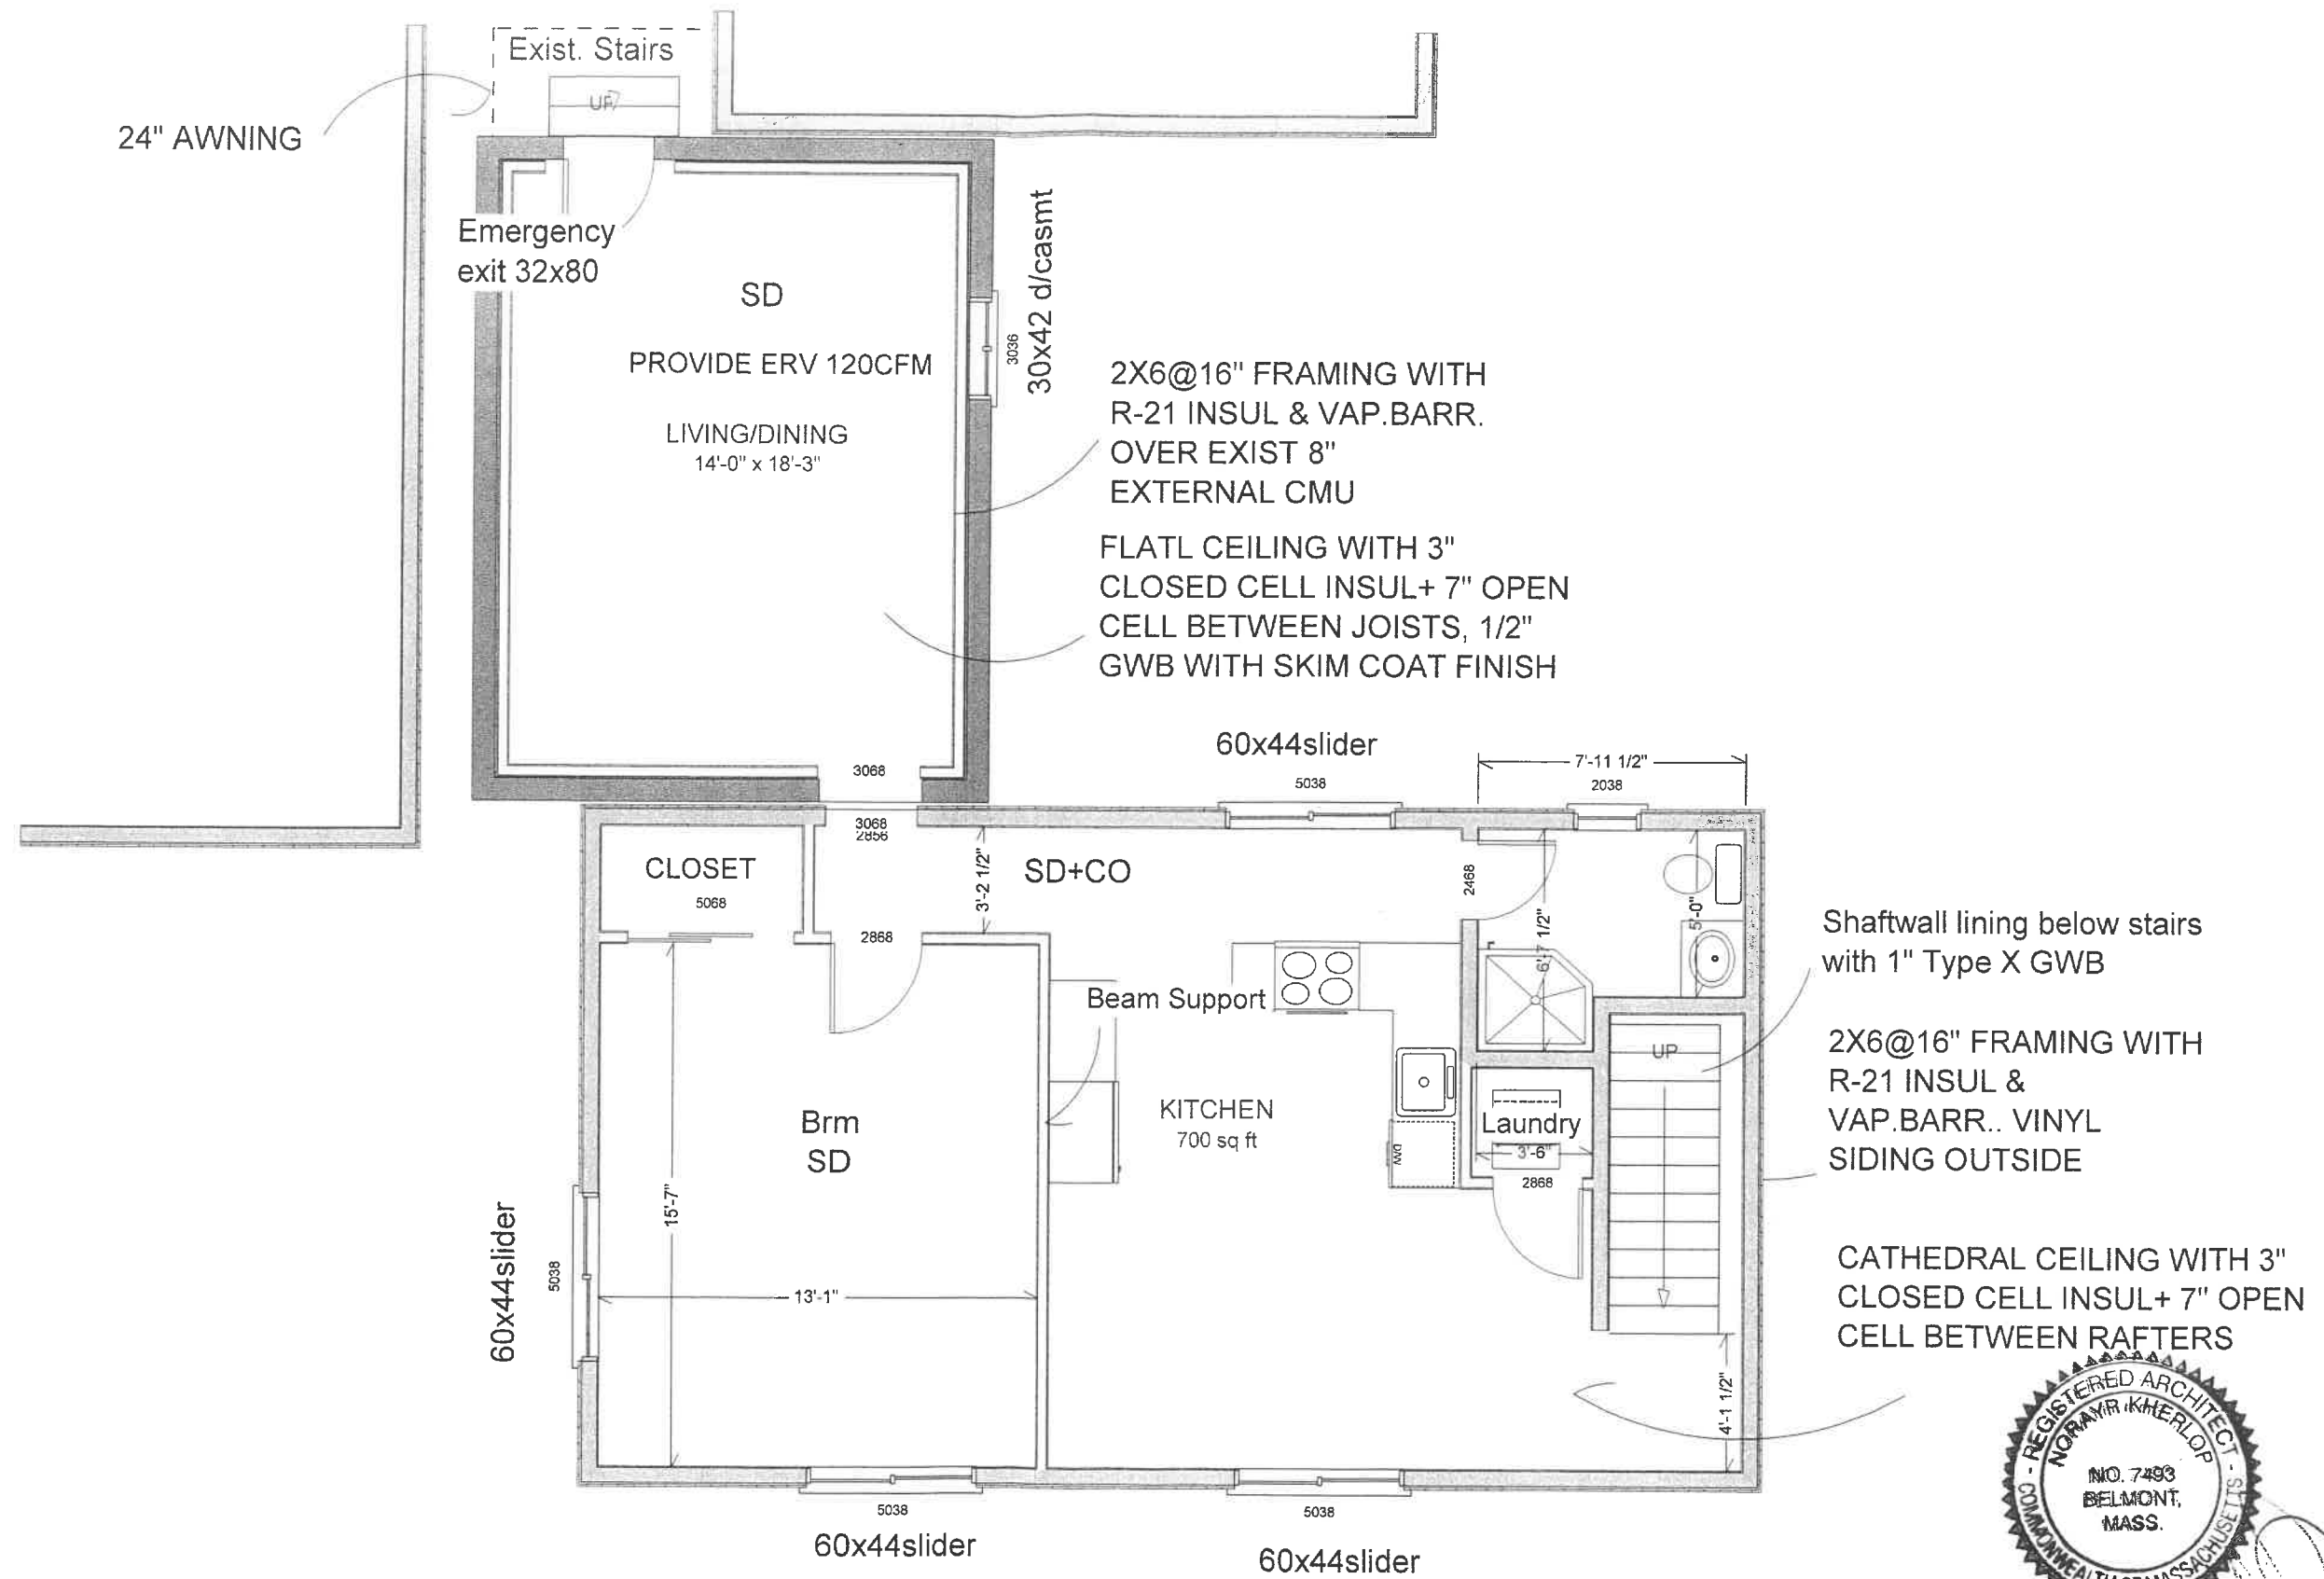 Exist. Stairs
UP
24" AWNING
Emergency
exit 32x80
SD
PROVIDE ERV 120CFM
LIVING/DINING
14'-0" x 18'-3"
3036
30x42 d/casmt
2X6@16" FRAMING WITH
R-21 INSUL & VAP.BARR.
OVER EXIST 8"
EXTERNAL CMU
FLATL CEILING WITH 3"
CLOSED CELL INSUL+ 7" OPEN
CELL BETWEEN JOISTS, 1/2"
GWB WITH SKIM COAT FINISH
60x44slider
5038
7'-11 1/2"
2038
3068
3068
2856
CLOSET
5068
3'-2 1/2"
SD+CO
2468
2868
6'-7 1/2"
5'-0"
Shaftwall lining below stairs
with 1" Type X GWB
Beam Support
UP
2X6@16" FRAMING WITH
R-21 INSUL &
VAP.BARR.. VINYL
SIDING OUTSIDE
KITCHEN
700 sq ft
Brm
SD
Laundry
3'-6"
DW
2868
15'-7"
13'-1"
60x44slider
5038
CATHEDRAL CEILING WITH 3"
CLOSED CELL INSUL+ 7" OPEN
CELL BETWEEN RAFTERS
4'-1 1/2"
5038
60x44slider
5038
60x44slider
- REGISTERED ARCHITECT -
NORAYR KHERLOP
NO. 7493
BELMONT,
MASS.
COMMONWEALTH OF MASSACHUSETTS